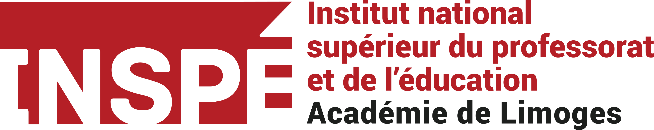 INSPÉ
Institut national
supérieur du professorat
et de l'éducation
Académie de Limoges